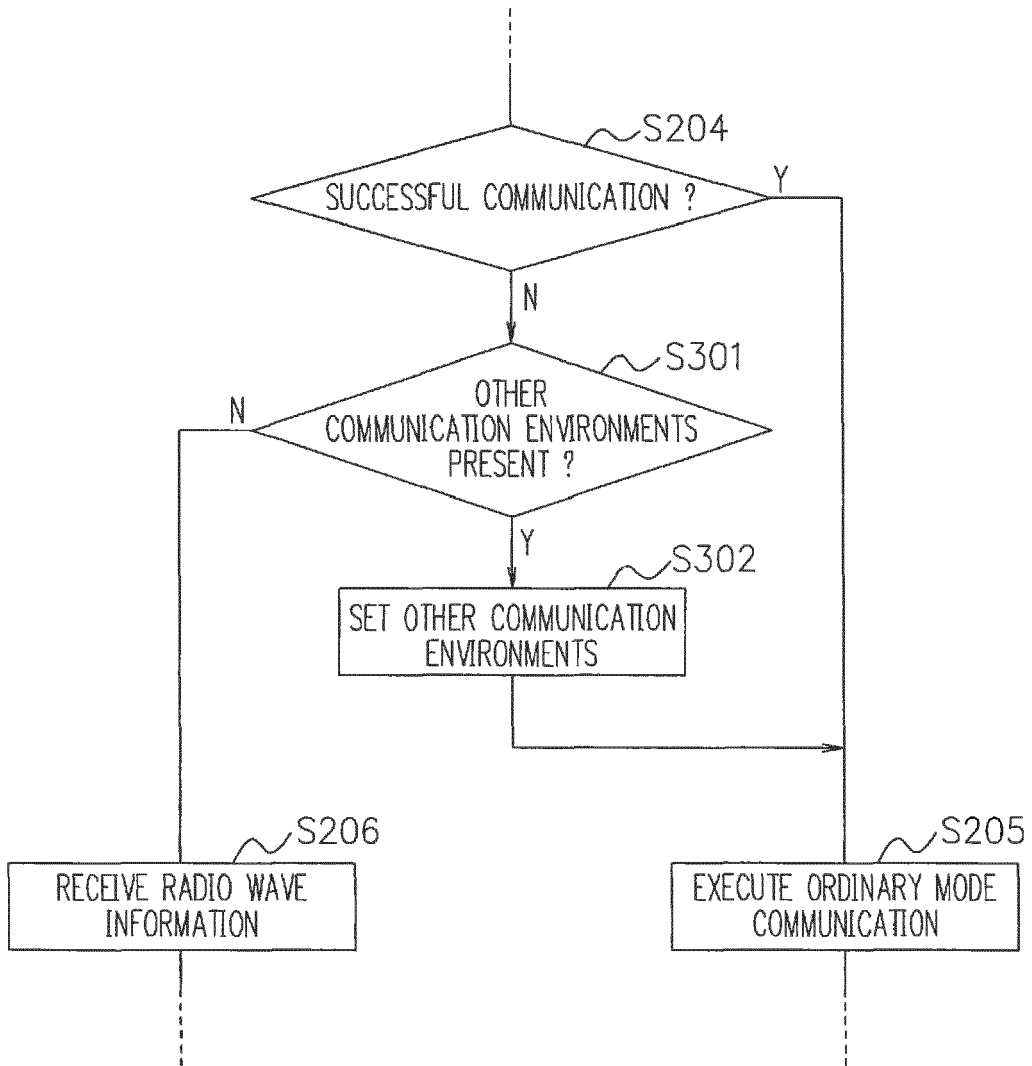 S204
SUCCESSFUL COMMUNICATION ?
Y
N
S301
OTHER
COMMUNICATION ENVIRONMENTS
PRESENT ?
N
Y
S302
SET OTHER COMMUNICATION
ENVIRONMENTS
S206
RECEIVE RADIO WAVE
INFORMATION
S205
EXECUTE ORDINARY MODE
COMMUNICATION